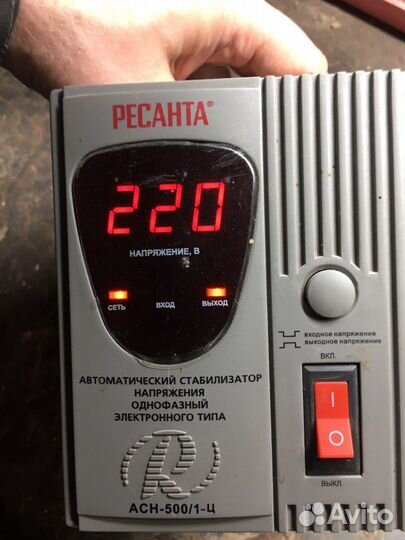 РЕСАНТА®
220
НАПРЯЖЕНИЕ, В
СЕТЬ ВХОД ВЫХОД
входное напряжение
выходное напряжение
ВКЛ.
АВТОМАТИЧЕСКИЙ СТАБИЛИЗАТОР
НАПРЯЖЕНИЯ
ОДНОФАЗНЫЙ
ЭЛЕКТРОННОГО ТИПА
I
O
ВЫКЛ.
R
АСН-500/1-Ц
Avito